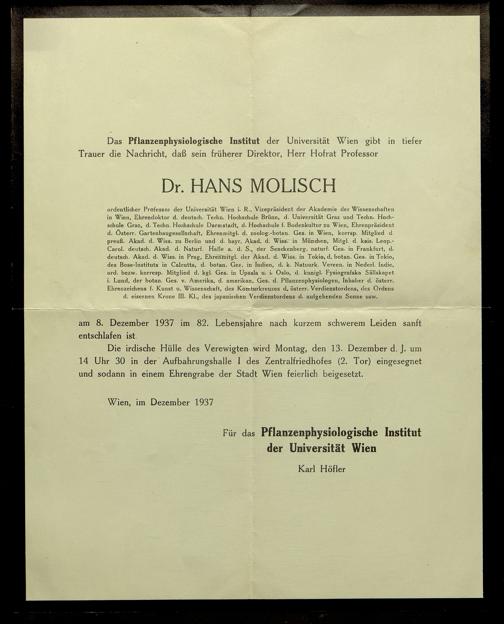 Das Pflanzenphysiologische Institut der Universität Wien gibt in tiefer
Trauer die Nachricht, daß sein früherer Direktor, Herr Hofrat Professor
Dr. HANS MOLISCH
ordentlicher Professor der Universität Wien i. R., Vizepräsident der Akademie der Wissenschaften
in Wien, Ehrendoktor d. deutsch. Techn. Hochschule Brünn, d. Universität Graz und Techn. Hoch-
schule Graz, d. Techn. Hochschule Darmstadt, d. Hochschule f. Bodenkultur zu Wien, Ehrenpräsident
d. Österr. Gartenbaugesellschaft, Ehrenmitgl. d. zoolog.-botan. Ges. in Wien, korresp. Mitglied d.
preuß. Akad. d. Wiss. zu Berlin und d. bayr. Akad. d. Wiss. in München, Mitgl. d. kais. Leop.-
Carol. deutsch. Akad. d. Naturf. Halle a. d. S., der Senckenberg. naturf. Ges. in Frankfurt, d.
deutsch. Akad. d. Wiss. in Prag, Ehrenmitgl. der Akad. d. Wiss. in Tokio, d. botan. Ges. in Tokio,
des Bose-Instituts in Calcutta, d. botan. Ges. in Indien, d. k. Natuurk. Vereen. in Nederl. Indie,
ord. bezw. korresp. Mitglied d. kgl. Ges. in Upsala u. i. Oslo, d. kunigl. Fysiografska Sällskapet
i. Lund, der botan. Ges. v. Amerika, d. amerikan. Ges. d. Pflanzenphysiologen, Inhaber d. österr.
Ehrenzeichens f. Kunst u. Wissenschaft, des Komturkreuzes d. österr. Verdienstordens, des Ordens
d. eisernen Krone III. Kl., des japanischen Verdienstordens d. aufgehenden Sonne usw.
am 8. Dezember 1937 im 82. Lebensjahre nach kurzem schwerem Leiden sanft
entschlafen ist.
Die irdische Hülle des Verewigten wird Montag, den 13. Dezember d. J. um
14 Uhr 30 in der Aufbahrungshalle I des Zentralfriedhofes (2. Tor) eingesegnet
und sodann in einem Ehrengrabe der Stadt Wien feierlich beigesetzt.
Wien, im Dezember 1937
Für das Pflanzenphysiologische Institut
der Universität Wien
Karl Höfler